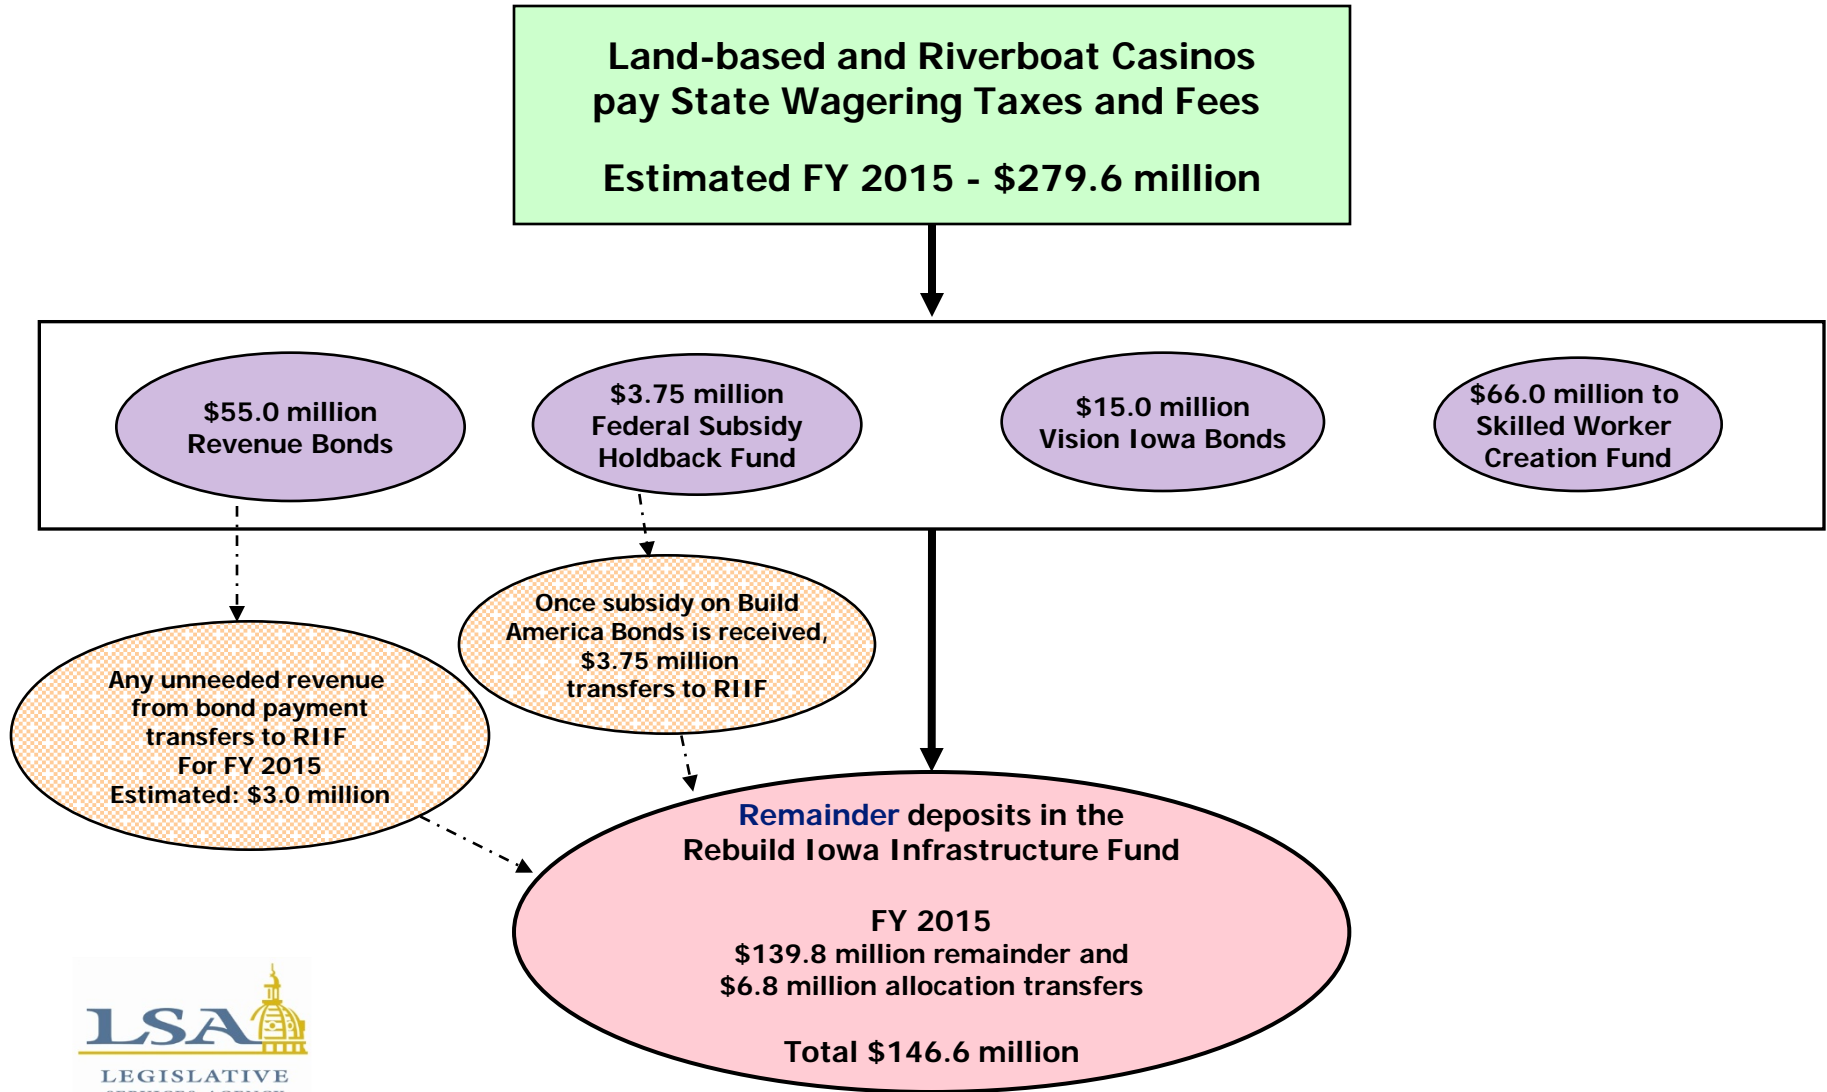 Land-based and Riverboat Casinos
pay State Wagering Taxes and Fees
Estimated FY 2015 - $279.6 million
$55.0 million
Revenue Bonds
$3.75 million
Federal Subsidy
Holdback Fund
$15.0 million
Vision Iowa Bonds
$66.0 million to
Skilled Worker
Creation Fund
Once subsidy on Build
America Bonds is received,
$3.75 million
transfers to RIIF
Any unneeded revenue
from bond payment
transfers to RIIF
For FY 2015
Estimated: $3.0 million
Remainder deposits in the
Rebuild Iowa Infrastructure Fund
FY 2015
$139.8 million remainder and
$6.8 million allocation transfers
Total $146.6 million
LSA
LEGISLATIVE